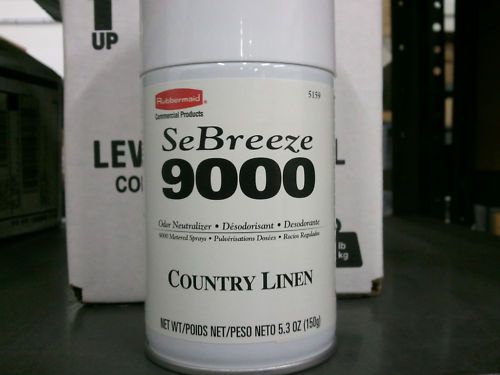 UP
Rubbermaid
Commercial Products
5159
SeBreeze
9000
Odor Neutralizer • Désodorisant • Desodorante
9000 Metered Sprays • Pulvérisations Dosées • Rocíos Regulados
COUNTRY LINEN
NET WT/POIDS NET/PESO NETO 5.3 OZ (150g)
LEV
L
CO
lb
kg